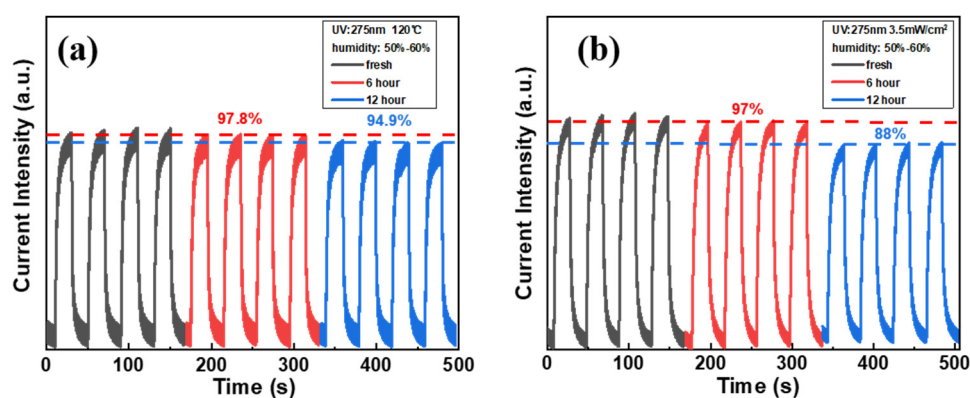 (a)
UV:275nm 120℃
humidity: 50%-60%
fresh
6 hour
12 hour
97.8%
94.9%
Current Intensity (a.u.)
0 100 200 300 400 500
Time (s)
(b)
UV:275nm 3.5mW/cm²
humidity: 50%-60%
fresh
6 hour
12 hour
97%
88%
Current Intensity (a.u.)
0 100 200 300 400 500
Time (s)